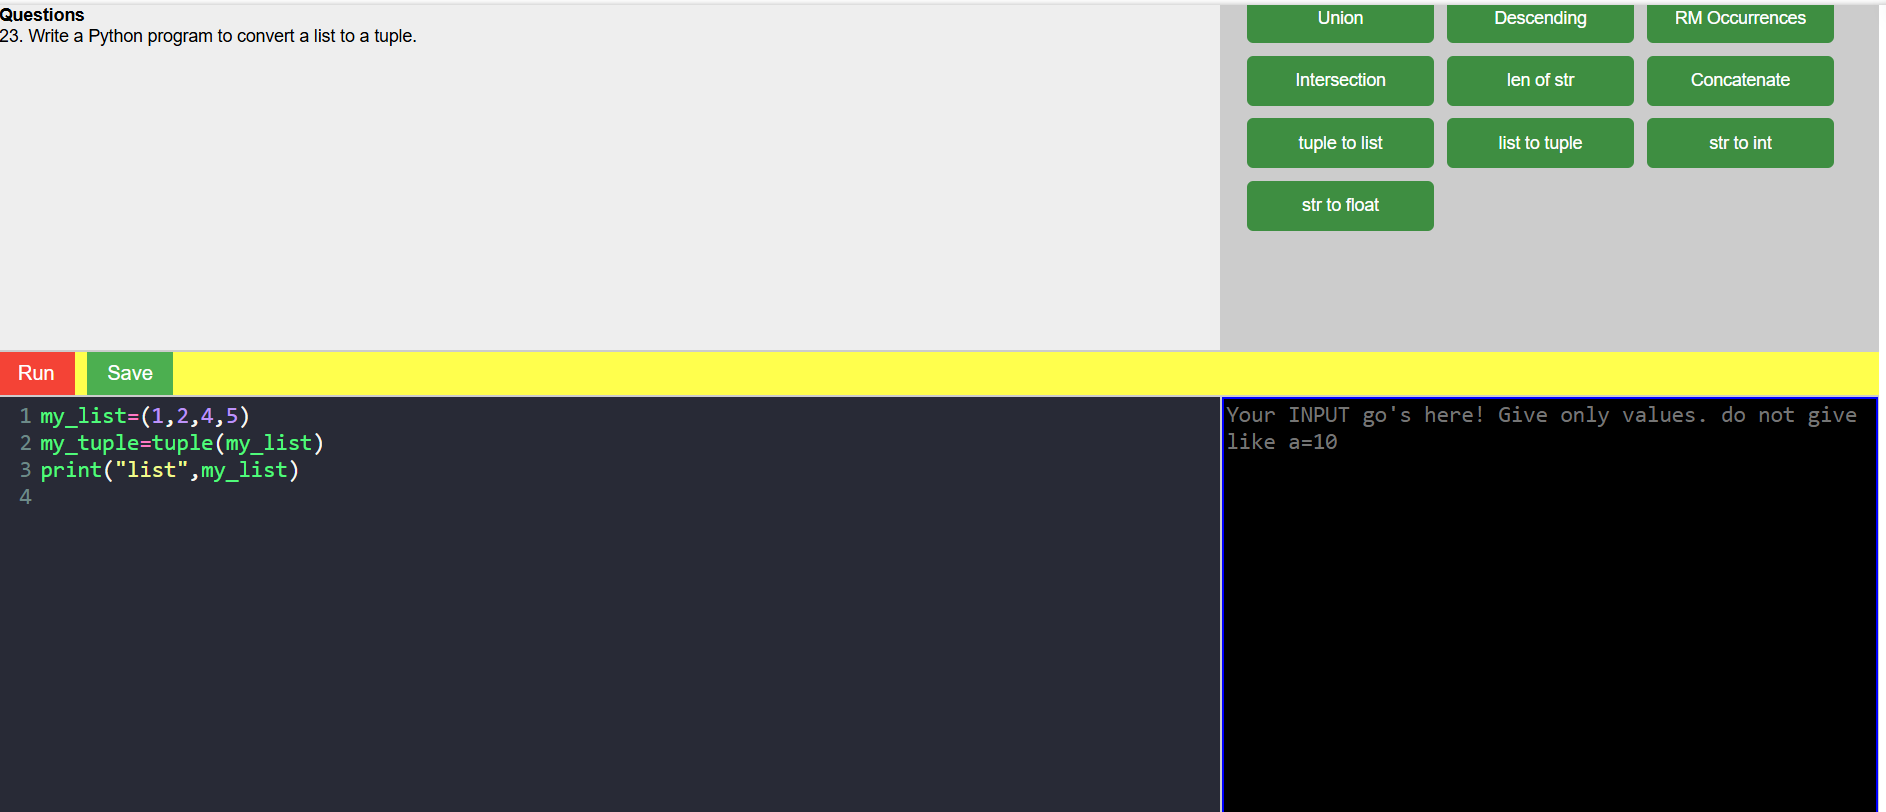 Questions
23. Write a Python program to convert a list to a tuple.
Union
Descending
RM Occurrences
Intersection
len of str
Concatenate
tuple to list
list to tuple
str to int
str to float
Run
Save
1 my_list=(1,2,4,5)
2 my_tuple=tuple(my_list)
3 print("list",my_list)
4
Your INPUT go's here! Give only values. do not give
like a=10